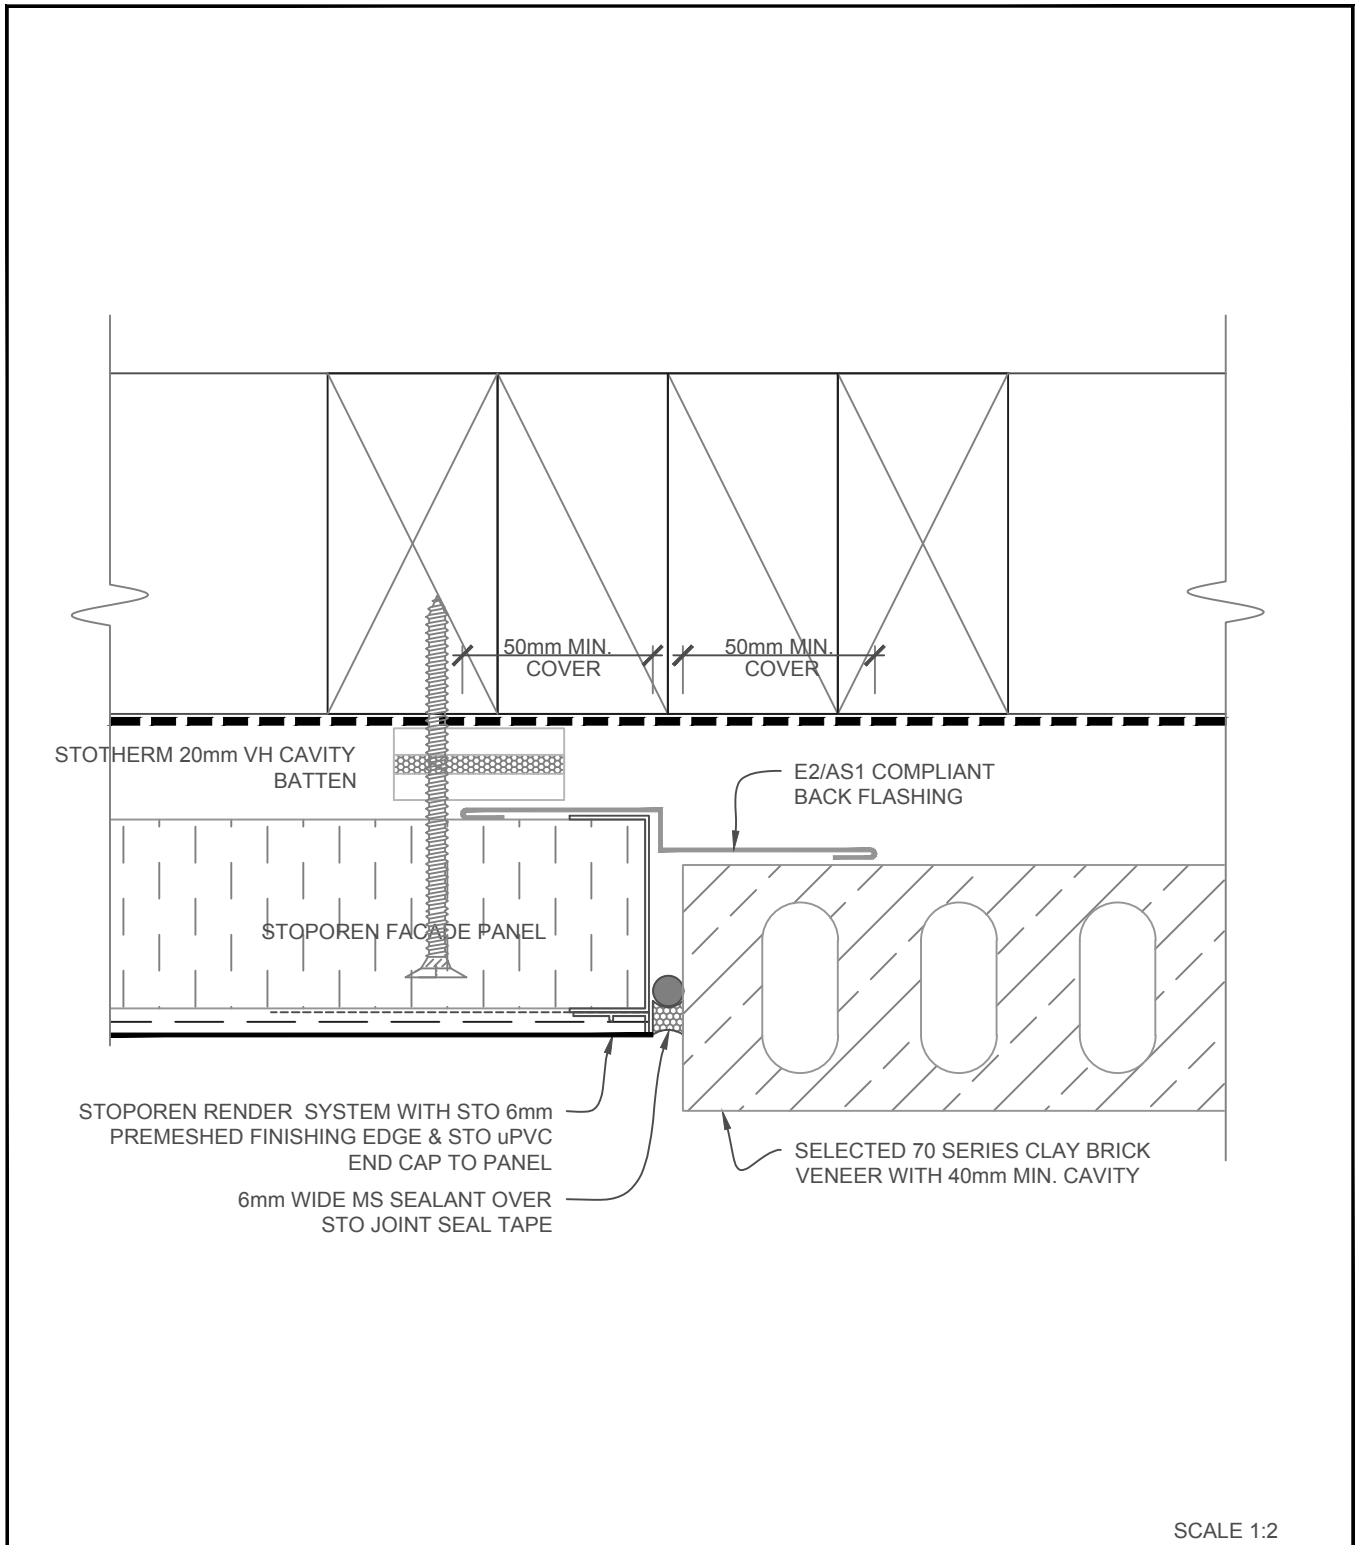 50mm MIN.
COVER
50mm MIN.
COVER
STOTHERM 20mm VH CAVITY
BATTEN
E2/AS1 COMPLIANT
BACK FLASHING
STOPOREN FACADE PANEL
STOPOREN RENDER SYSTEM WITH STO 6mm
PREMESHED FINISHING EDGE & STO uPVC
END CAP TO PANEL
SELECTED 70 SERIES CLAY BRICK
VENEER WITH 40mm MIN. CAVITY
6mm WIDE MS SEALANT OVER
STO JOINT SEAL TAPE
SCALE 1:2